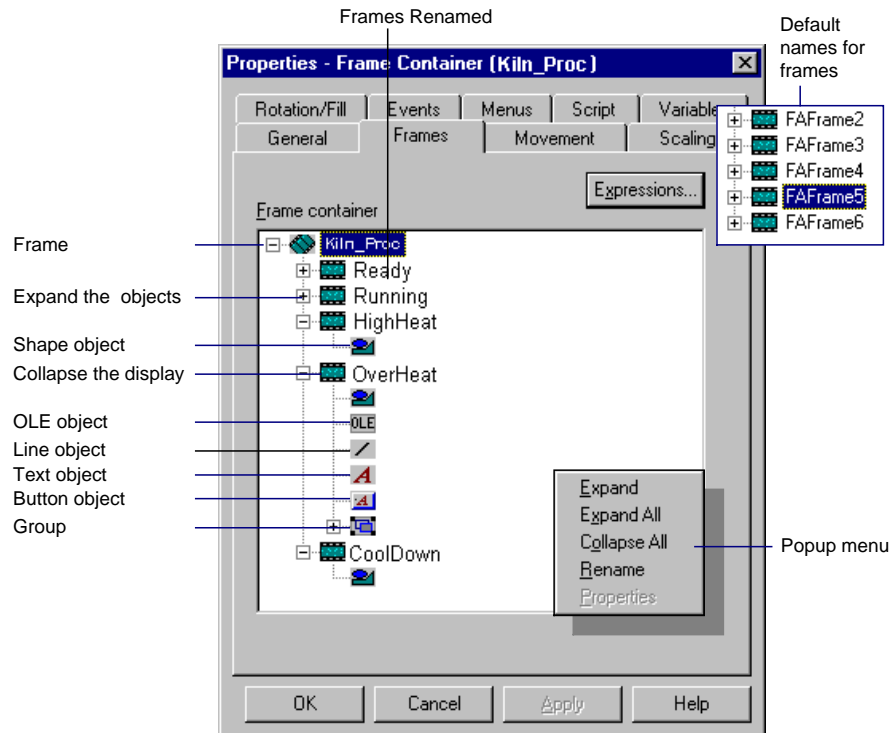 Frames Renamed
Default
names for
frames
Properties - Frame Container (Kiln_Proc)
Rotation/Fill Events Menus Script Variable
General Frames Movement Scaling
FAFrame2
FAFrame3
FAFrame4
FAFrame5
FAFrame6
Expressions...
Frame container
Frame
Kiln_Proc
Ready
Expand the objects
Running
HighHeat
Shape object
Collapse the display
OverHeat
OLE object
OLE
Line object
Text object
A
Button object
A
Group
CoolDown
Expand
Expand All
Collapse All
Rename
Properties
Popup menu
OK Cancel Apply Help